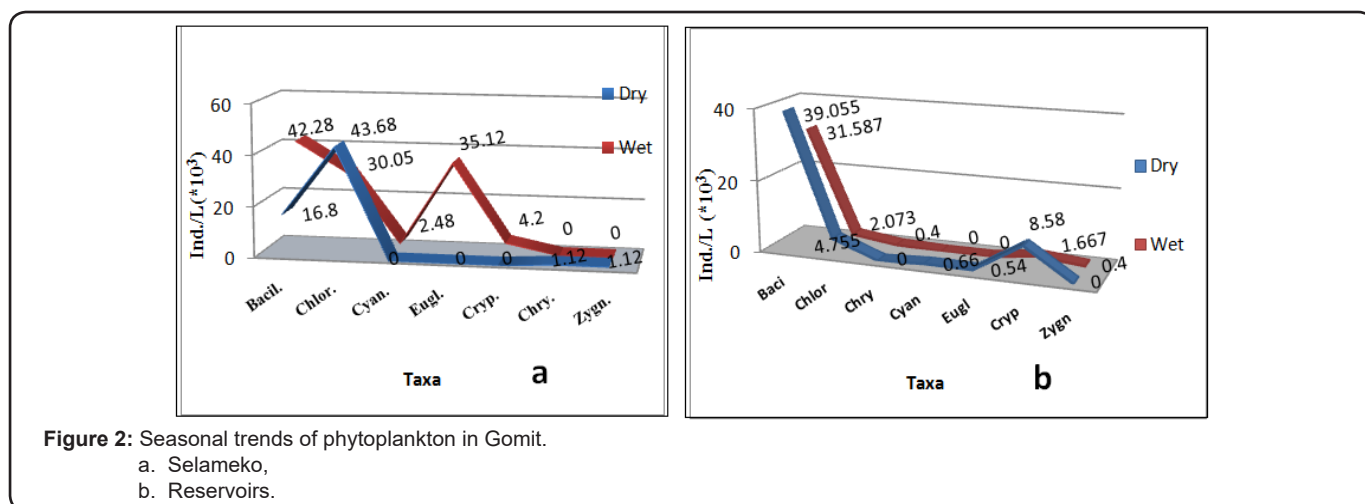 60
40
20
0
Ind./L(*10³)
42.28
43.68
16.8
30.05
35.12
2.48
4.2
0
0
0
0
0
1.12
1.12
Dry
Wet
Bacil.
Chlor.
Cyan.
Eugl.
Cryp.
Chry.
Zygn.
Taxa
a
40
20
0
Ind./L (*10³)
39.055
31.587
4.755
2.073
0.4
0
0
8.58
1.667
0.4
0
0.66
0.54
0
Dry
Wet
Baci
Chlor
Chry
Cyan
Eugl
Cryp
Zygn
Taxa
b
Figure 2: Seasonal trends of phytoplankton in Gomit.
a. Selameko,
b. Reservoirs.